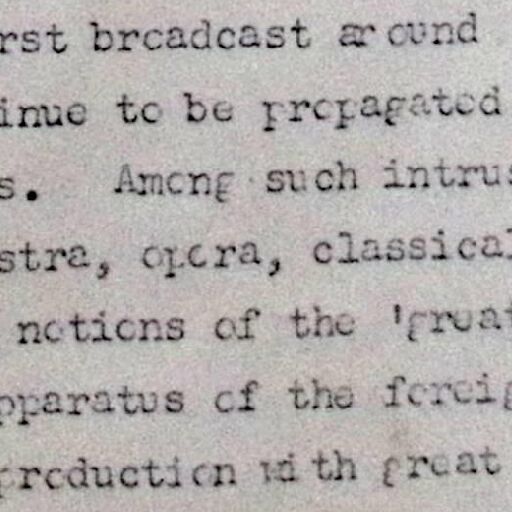 rst broadcast around
inue to be propagated
s. Among such intrus
stra, opera, classical
notions of the 'great
pparatus of the foreig
production with great